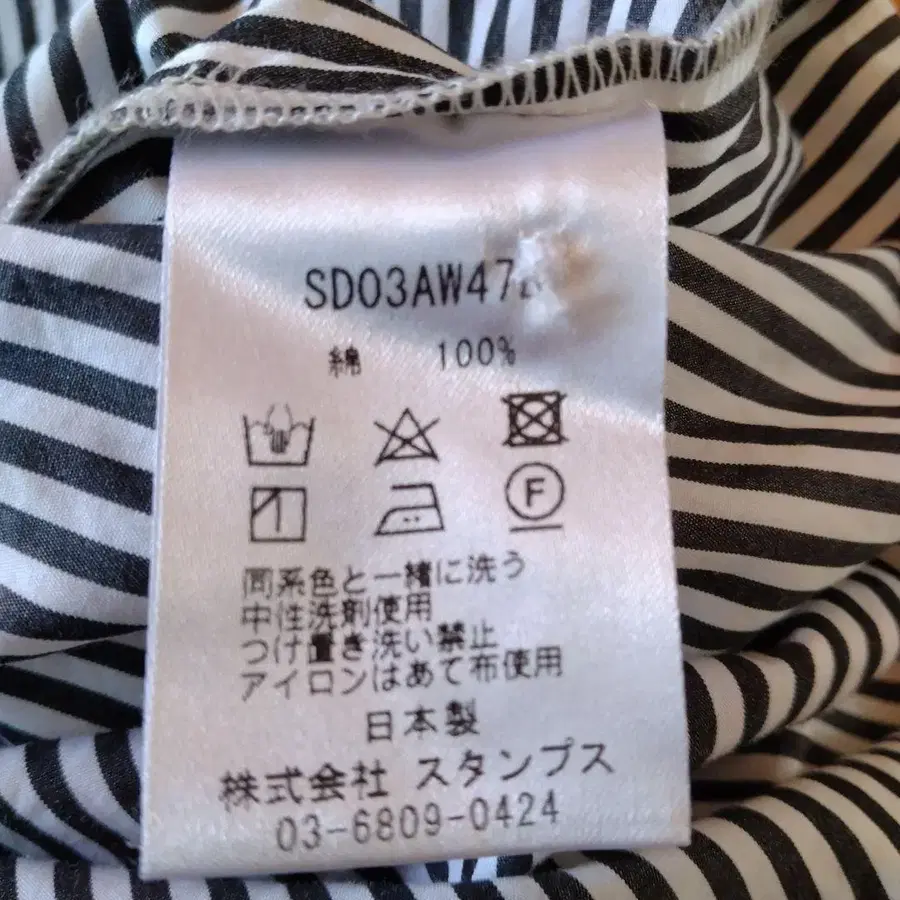 SD03AW47
綿 100%
F
同系色と一緒に洗う
中性洗剤使用
つけ置き洗い禁止
アイロンはあて布使用
日本製
株式会社 スタンプス
03-6809-0424